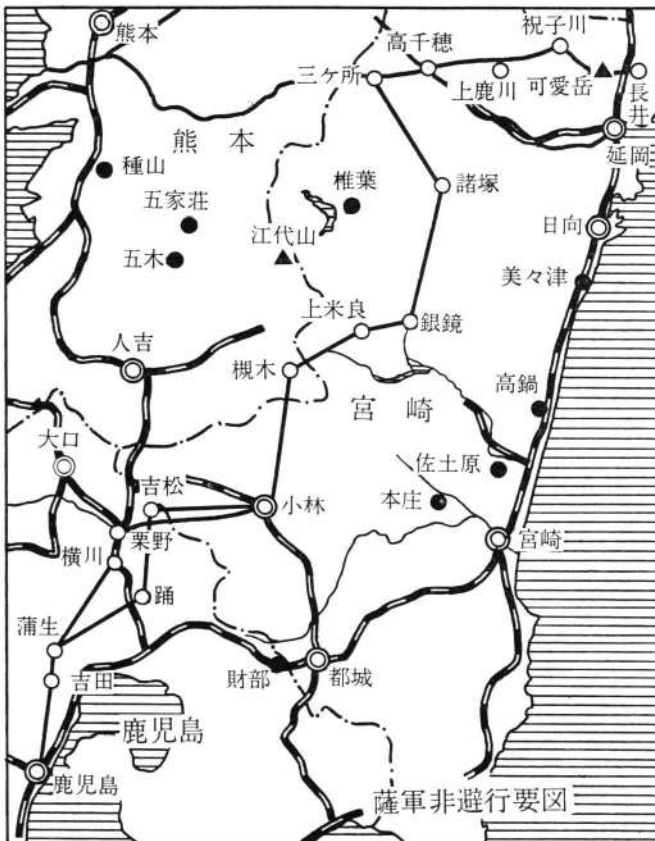 祝子川
熊本
高千穂
三ヶ所
上鹿川
可愛岳
長井
延岡
熊本
種山
椎葉
諸塚
五家荘
日向
江代山
五木
美々津
上米良
銀鏡
人吉
槻木
高鍋
宮崎
大口
佐土原
吉松
小林
本庄
栗野
宮崎
横川
踊
蒲生
財部
都城
吉田
鹿児島
鹿児島
薩軍非避行要図